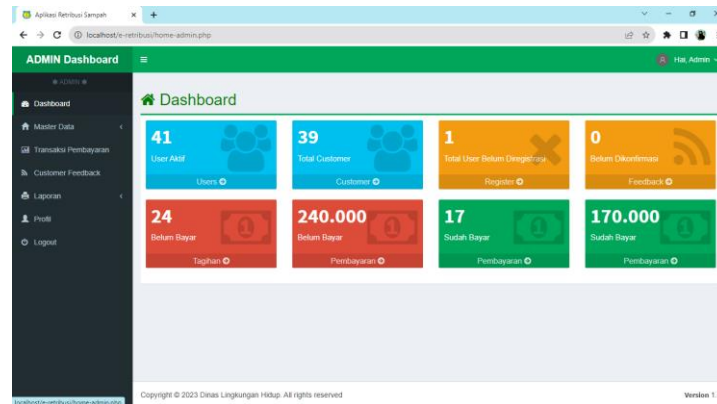 Aplikasi Retribusi Sampah
localhost/e-retribusi/home-admin.php
ADMIN Dashboard
Hai, Admin
ADMIN
Dashboard
Master Data
Transaksi Pembayaran
Customer Feedback
Laporan
Profil
Logout
Dashboard
41
User Aktif
Users
39
Total Customer
Customer
1
Total User Belum Diregistrasi
Register
0
Belum Dikonfirmasi
Feedback
24
Belum Bayar
Tagihan
240.000
Belum Bayar
Pembayaran
17
Sudah Bayar
Pembayaran
170.000
Sudah Bayar
Pembayaran
Copyright © 2023 Dinas Lingkungan Hidup. All rights reserved
Version 1.
localhost/e-retribusi/home-admin.php